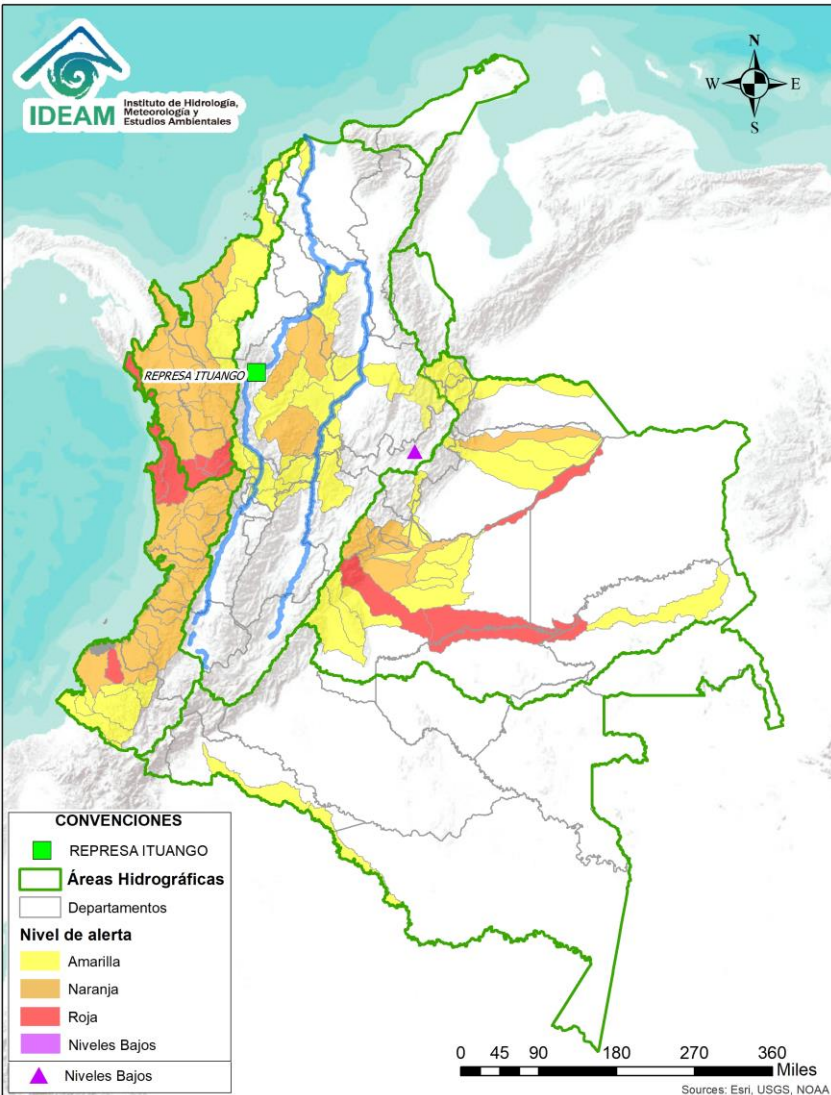 IDEAM
Instituto de Hidrología,
Meteorología y
Estudios Ambientales
N
W
E
S
REPRESA ITUANGO
CONVENCIONES
REPRESA ITUANGO
Áreas Hidrográficas
Departamentos
Nivel de alerta
Amarilla
Naranja
Roja
Niveles Bajos
Niveles Bajos
0 45 90 180 270 360
Miles
Sources: Esri, USGS, NOAA